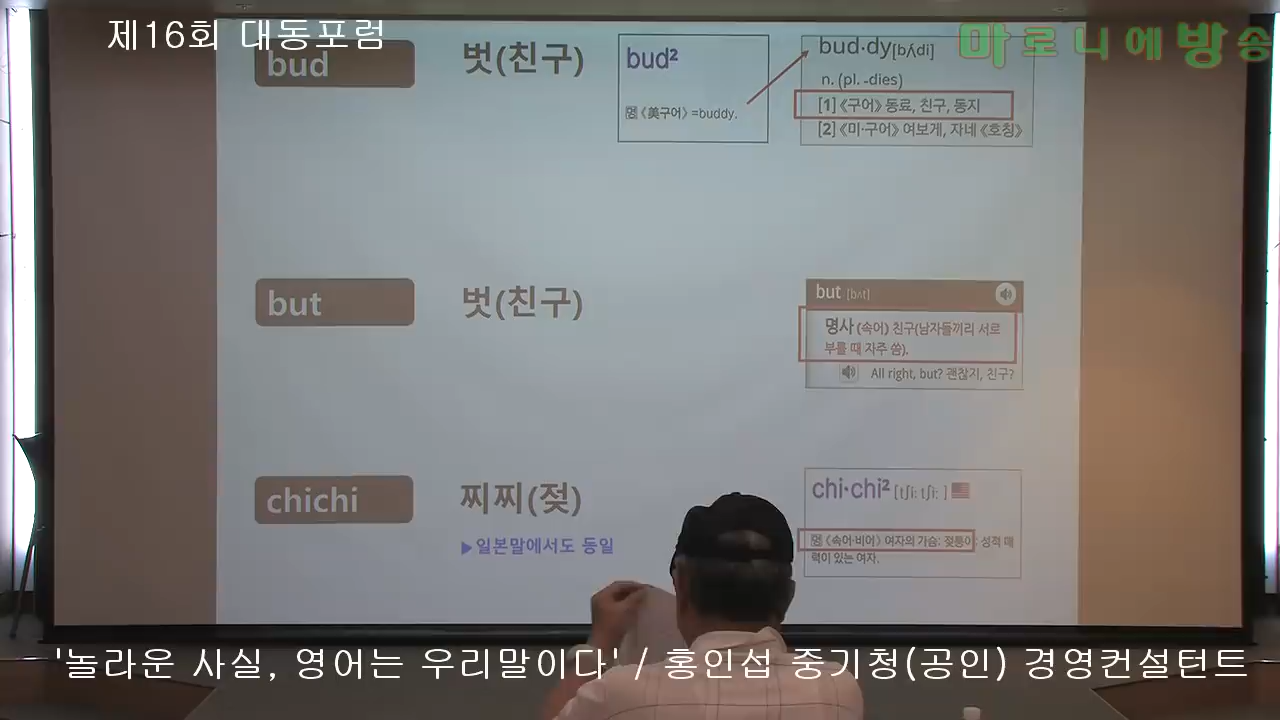 제16회 대동포럼
마로니에방송
bud
벗(친구)
bud²
명 《美구어》 =buddy.
bud·dy[bʌ́di]
n. (pl. -dies)
[1] 《구어》 동료, 친구, 동지
[2] 《미·구어》 여보게, 자네 《호칭》
but
벗(친구)
but [bʌt]
명사 (속어) 친구(남자들끼리 서로
부를 때 자주 씀).
All right, but? 괜찮지, 친구?
chichi
찌찌(젖)
▶일본말에서도 동일
chi·chi² [tʃíː tʃìː ]
명 《속어·비어》 여자의 가슴; 젖통이; 성적 매
력이 있는 여자.
'놀라운 사실, 영어는 우리말이다' / 홍인섭 중기청(공인) 경영컨설턴트